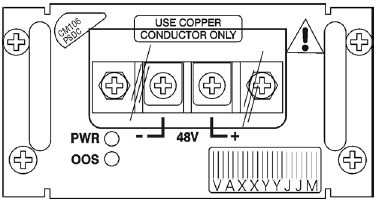 CM106
PSDC
USE COPPER
CONDUCTOR ONLY
!
PWR
- 48V +
OOS
VAXXYYJJM